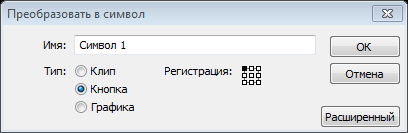 Преобразовать в символ
Имя: Символ 1 OK
Тип: Клип Регистрация: Отмена
Кнопка
Графика
Расширенный